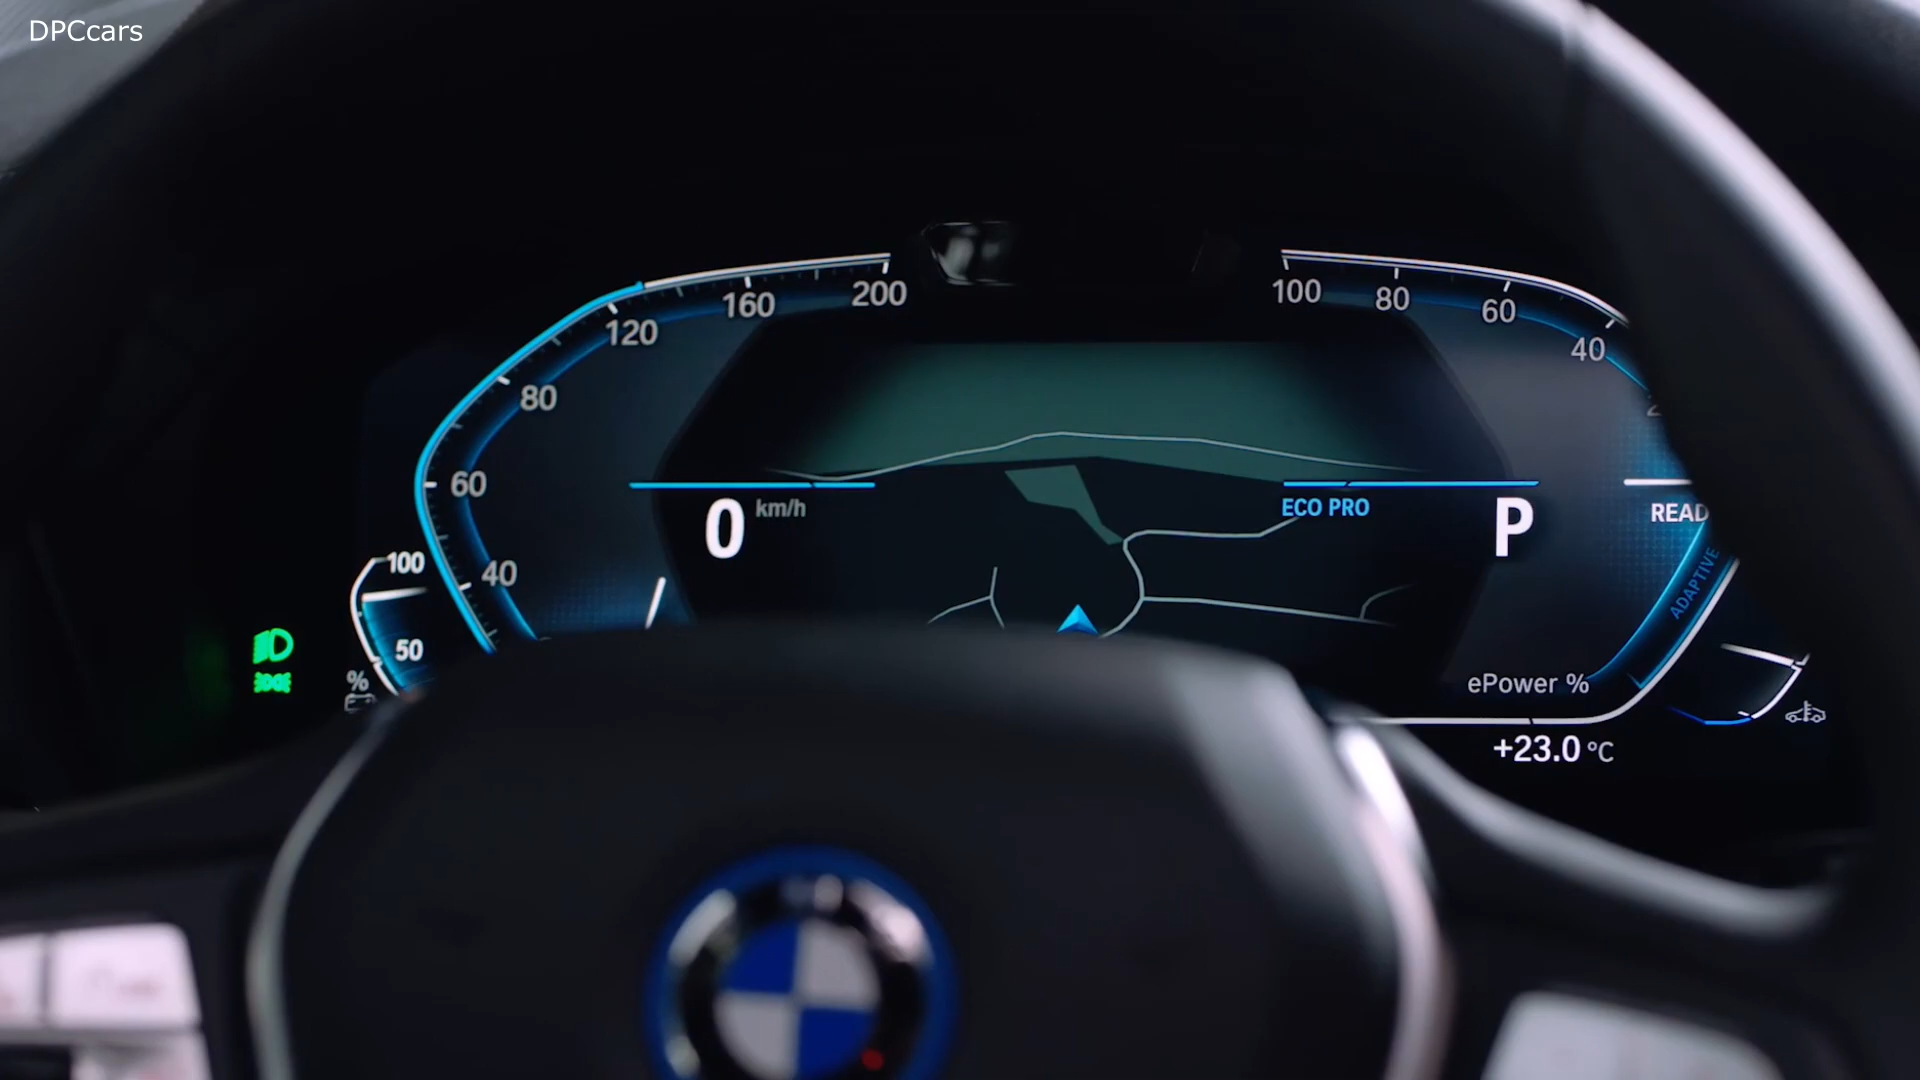 DPCcars
200
160
120
80
60
40
100
80
60
40
0 km/h
ECO PRO
P
READ
ADAPTIVE
100
50
%
ePower %
+23.0 °C